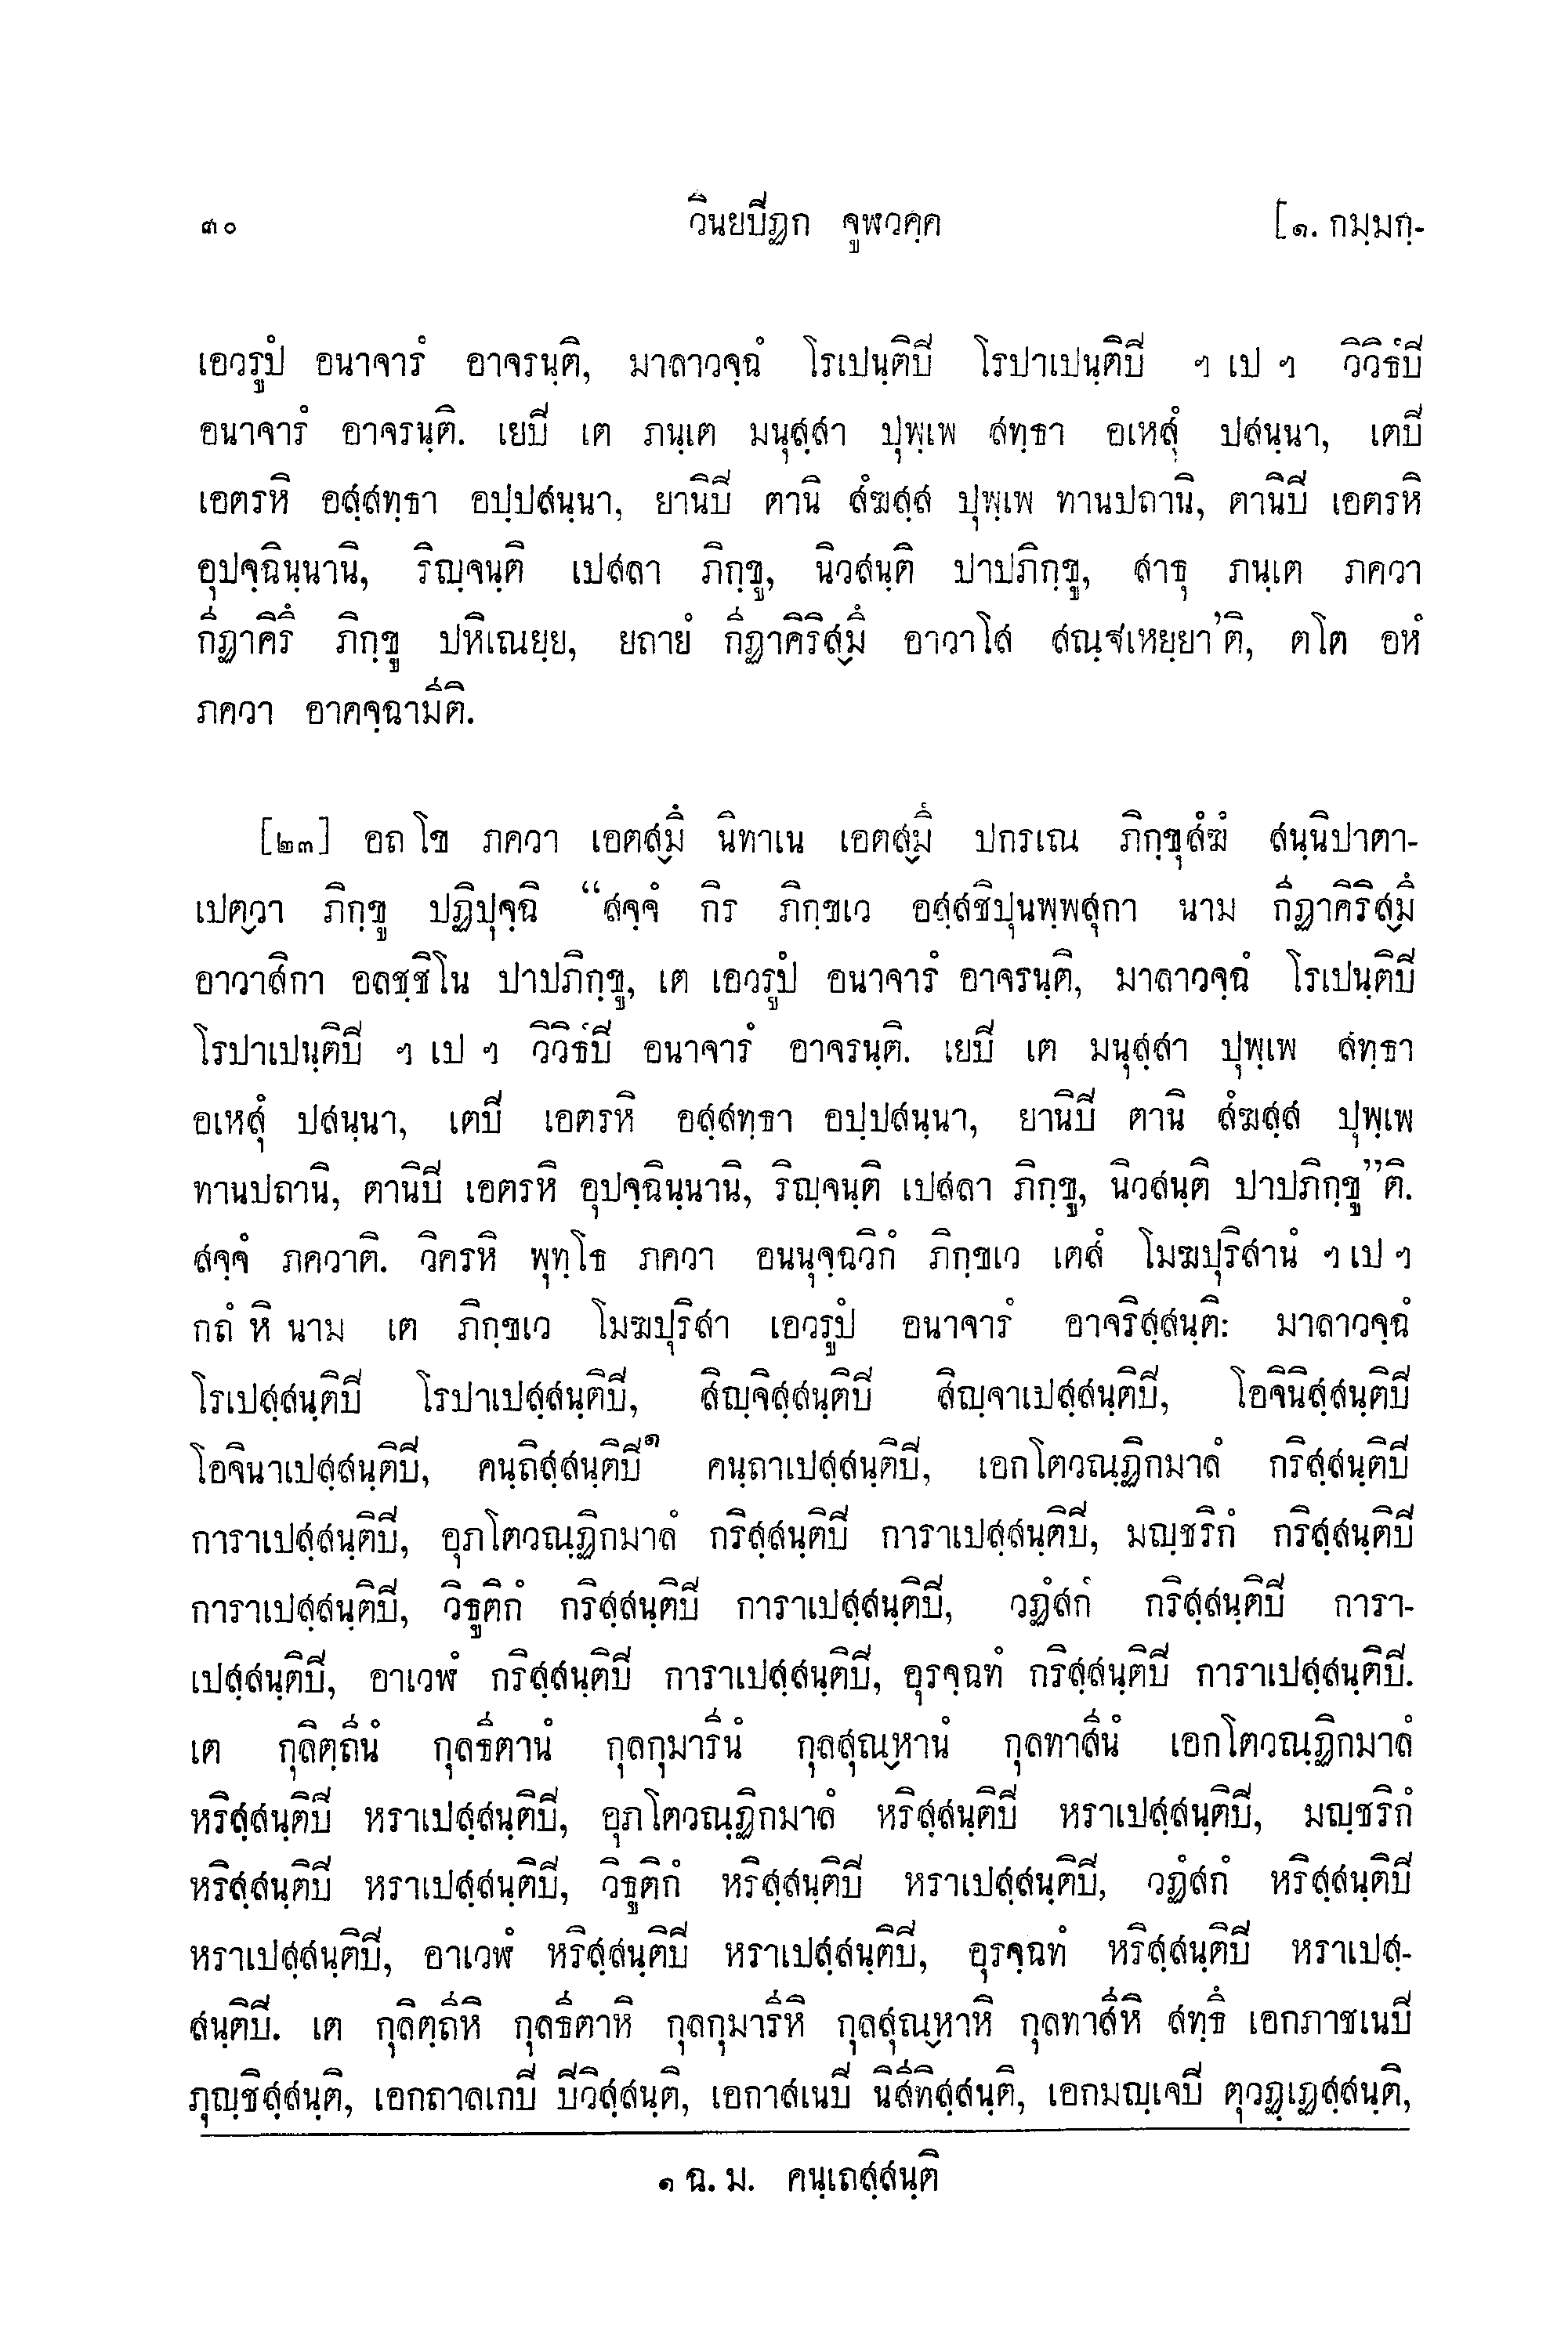 ๓๐ วินยปิฏก จูฬวคฺค [๑. กมฺมกฺ-
เอวรูปํ อนาจารํ อาจรนฺติ, มาลาวจฺฉํ โรเปนฺติปิ โรปาเปนฺติปิ ฯ เป ฯ วิวิธํปิ
อนาจารํ อาจรนฺติ. เยปิ เต ภนฺเต มนุสฺสา ปุพฺเพ สทฺธา อเหสุํ ปสนฺนา, เตปิ
เอตรหิ อสฺสทฺธา อปฺปสนฺนา, ยานิปิ ตานิ สํฆสฺส ปุพฺเพ ทานปถานิ, ตานิปิ เอตรหิ
อุปจฺฉินฺนานิ, ริญฺจนฺติ เปสลา ภิกฺขู, นิวสนฺติ ปาปภิกฺขู, สาธุ ภนฺเต ภควา
กิฏาคิรึ ภิกฺขู ปหิเณยฺย, ยถายํ กิฏาคิริสฺมึ อาวาโส สณฺฐเหยฺยา’ติ, ตโต อหํ
ภควา อาคจฺฉามีติ.
[๒๓] อถ โข ภควา เอตสฺมึ นิทาเน เอตสฺมึ ปกรเณ ภิกฺขุสํฆํ สนฺนิปาตา-
เปตฺวา ภิกฺขู ปฏิปุจฺฉิ “สจฺจํ กิร ภิกฺขเว อสฺสชิปุนพฺพสุกา นาม กีฏาคิริสฺมึ
อาวาสิกา อลชฺชิโน ปาปภิกฺขู, เต เอวรูปํ อนาจารํ อาจรนฺติ, มาลาวจฺฉํ โรเปนฺติปิ
โรปาเปนฺติปิ ฯ เป ฯ วิวิธํปิ อนาจารํ อาจรนฺติ. เยปิ เต มนุสฺสา ปุพฺเพ สทฺธา
อเหสุํ ปสนฺนา, เตปิ เอตรหิ อสฺสทฺธา อปฺปสนฺนา, ยานิปิ ตานิ สํฆสฺส ปุพฺเพ
ทานปถานิ, ตานิปิ เอตรหิ อุปจฺฉินฺนานิ, ริญฺจนฺติ เปสลา ภิกฺขู, นิวสนฺติ ปาปภิกฺขู”ติ.
สจฺจํ ภควาติ. วิครหิ พุทฺโธ ภควา อนนุจฺฉวิกํ ภิกฺขเว เตสํ โมฆปุริสานํ ฯ เป ฯ
กถํ หิ นาม เต ภิกฺขเว โมฆปุริสา เอวรูปํ อนาจารํ อาจริสฺสนฺติ: มาลาวจฺฉํ
โรเปสฺสนฺติปิ โรปาเปสฺสนฺติปิ, สิญฺจิสฺสนฺติปิ สิญฺจาเปสฺสนฺติปิ, โอจินิสฺสนฺติปิ
โอจินาเปสฺสนฺติปิ, คนฺถิสฺสนฺติปิ๑ คนฺถาเปสฺสนฺติปิ, เอกโตวณฺฏิกมาลํ กริสฺสนฺติปิ
การาเปสฺสนฺติปิ, อุภโตวณฺฏิกมาลํ กริสฺสนฺติปิ การาเปสฺสนฺติปิ, มญฺชริกํ กริสฺสนฺติปิ
การาเปสฺสนฺติปิ, วิธูติกํ กริสฺสนฺติปิ การาเปสฺสนฺติปิ, วฏํสกํ กริสฺสนฺติปิ การา-
เปสฺสนฺติปิ, อาเวฬํ กริสฺสนฺติปิ การาเปสฺสนฺติปิ, อุรจฺฉทํ กริสฺสนฺติปิ การาเปสฺสนฺติปิ.
เต กุลิตฺถีนํ กุลธีตานํ กุลกุมารีนํ กุลสุณฺหานํ กุลทาสีนํ เอกโตวณฺฏิกมาลํ
หริสฺสนฺติปิ หราเปสฺสนฺติปิ, อุภโตวณฺฏิกมาลํ หริสฺสนฺติปิ หราเปสฺสนฺติปิ, มญฺชริกํ
หริสฺสนฺติปิ หราเปสฺสนฺติปิ, วิธูติกํ หริสฺสนฺติปิ หราเปสฺสนฺติปิ, วฏํสกํ หริสฺสนฺติปิ
หราเปสฺสนฺติปิ, อาเวฬํ หริสฺสนฺติปิ หราเปสฺสนฺติปิ, อุรจฺฉทํ หริสฺสนฺติปิ หราเปสฺ-
สนฺติปิ. เต กุลิตฺถีหิ กุลธีตาหิ กุลกุมารีหิ กุลสุณฺหาหิ กุลทาสีหิ สทฺธึ เอกภาชเนปิ
ภุญฺชิสฺสนฺติ, เอกถาลเกปิ ปิวิสฺสนฺติ, เอกาสเนปิ นิสีทิสฺสนฺติ, เอกมญฺเจปิ ตุวฏฺเฏสฺสนฺติ,
๑ ฉ. ม. คนฺเถสฺสนฺติ